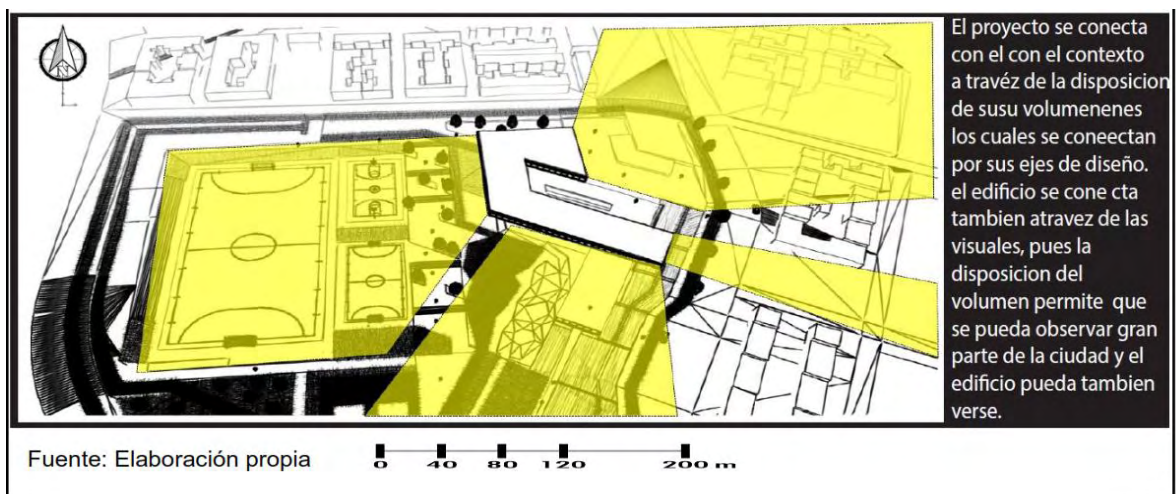 El proyecto se conecta
con el con el contexto
a travéz de la disposicion
de susu volumenenes
los cuales se coneectan
por sus ejes de diseño.
el edificio se cone cta
tambien atravez de las
visuales, pues la
disposicion del
volumen permite que
se pueda observar gran
parte de la ciudad y el
edificio pueda tambien
verse.
N
Fuente: Elaboración propia
0 40 80 120 200 m